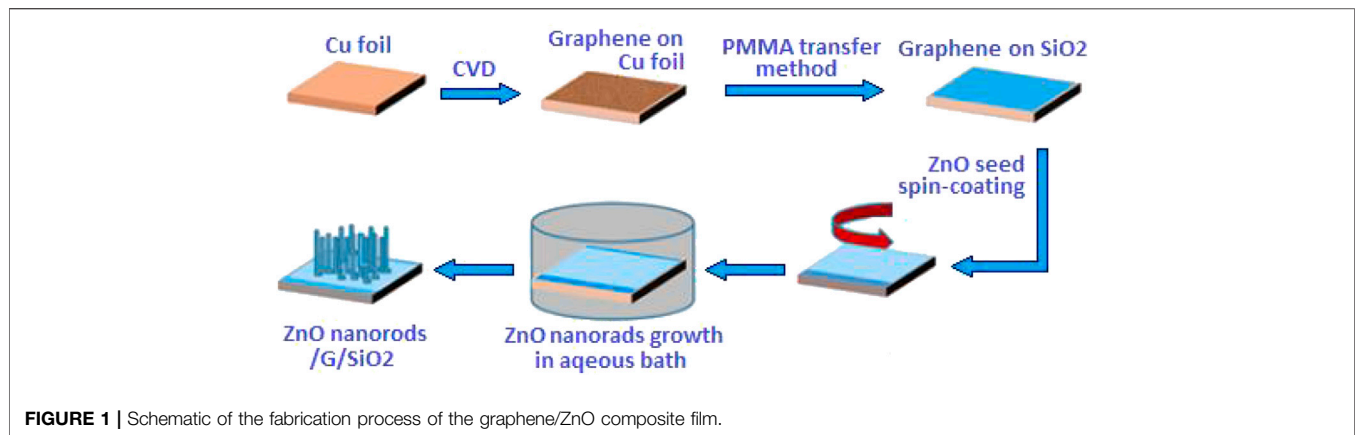 Cu foil
CVD
Graphene on
Cu foil
PMMA transfer
method
Graphene on SiO2
ZnO seed
spin-coating
ZnO nanorads growth
in aqeous bath
ZnO nanorods
/G/SiO2
FIGURE 1 | Schematic of the fabrication process of the graphene/ZnO composite film.